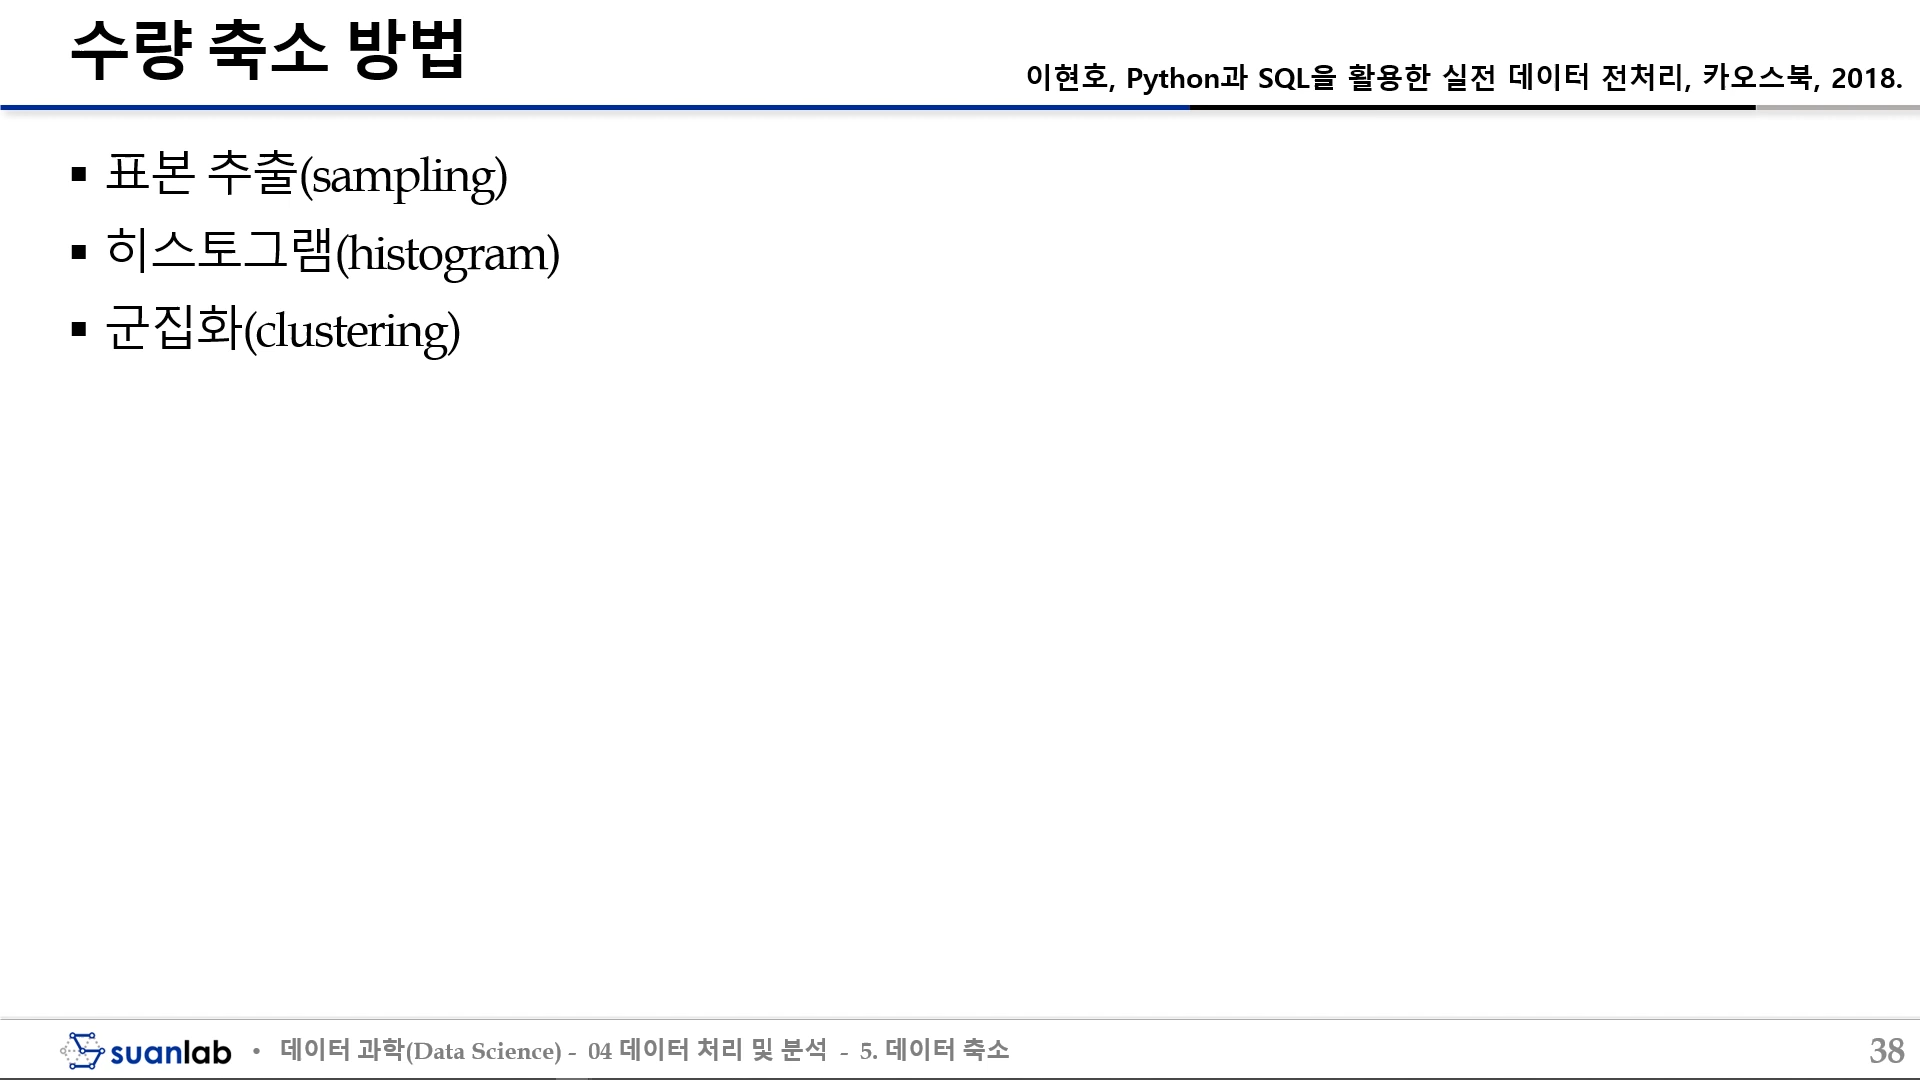 수량 축소 방법
이현호, Python과 SQL을 활용한 실전 데이터 전처리, 카오스북, 2018.
▪ 표본 추출(sampling)
▪ 히스토그램(histogram)
▪ 군집화(clustering)
suanlab • 데이터 과학(Data Science) - 04 데이터 처리 및 분석 - 5. 데이터 축소
38